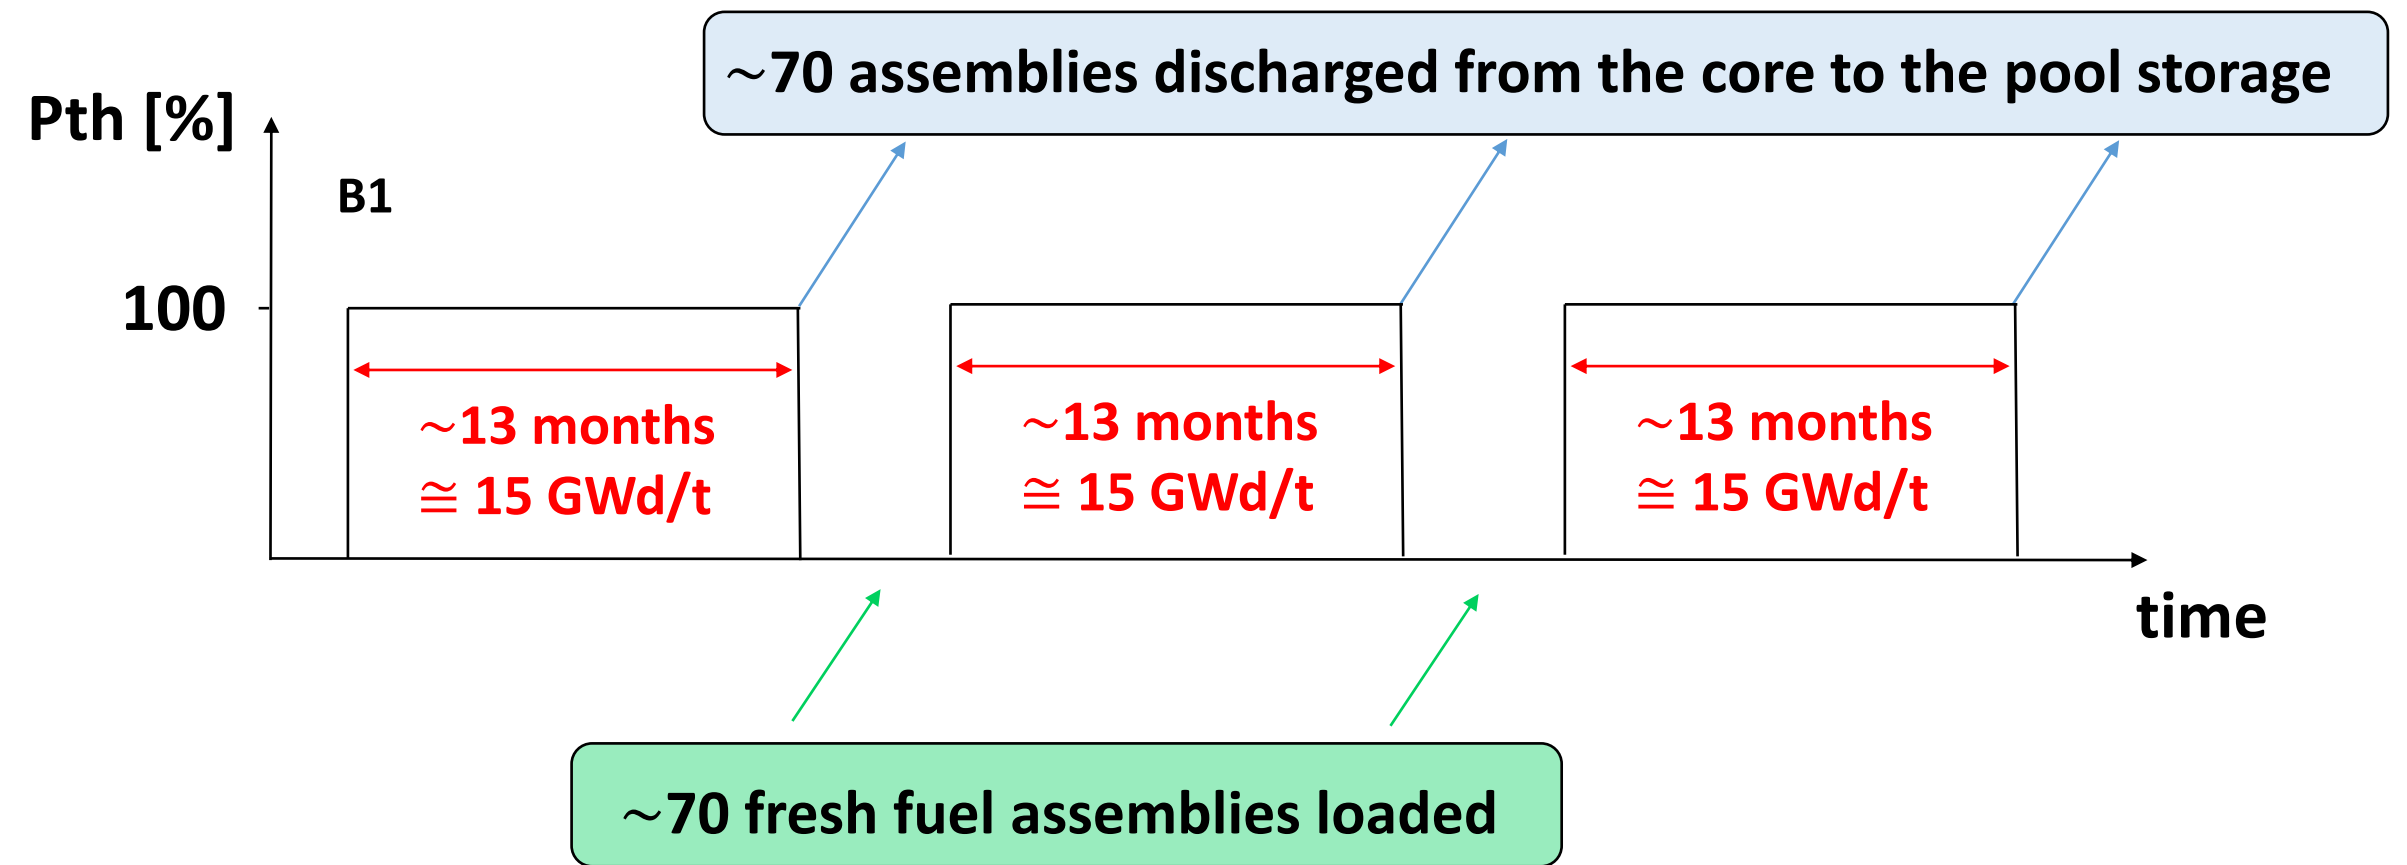 ∼70 assemblies discharged from the core to the pool storage
Pth [%]
B1
100
∼13 months
≅ 15 GWd/t
∼13 months
≅ 15 GWd/t
∼13 months
≅ 15 GWd/t
time
∼70 fresh fuel assemblies loaded